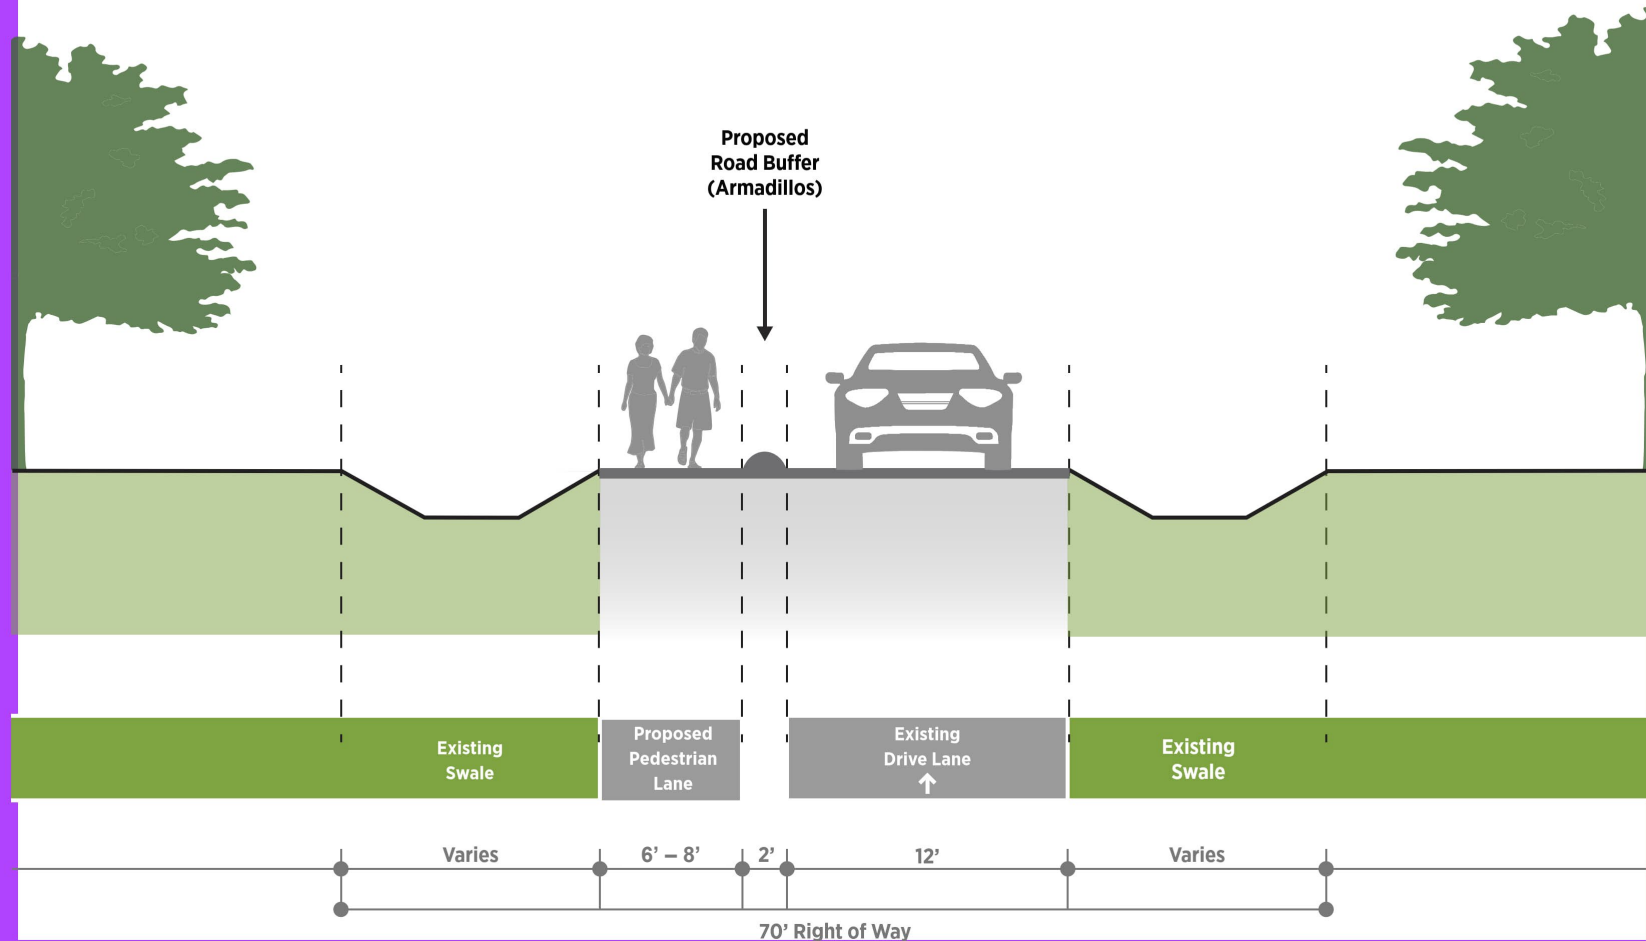 Proposed
Road Buffer
(Armadillos)
Existing
Swale
Proposed
Pedestrian
Lane
Existing
Drive Lane
Existing
Swale
Varies
6’ – 8’
2’
12’
Varies
70’ Right of Way